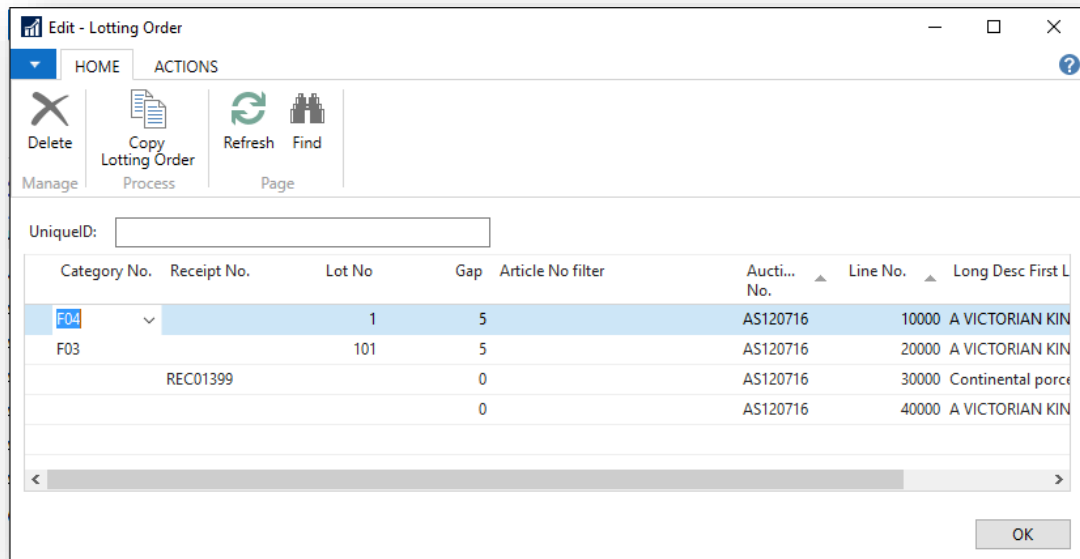 Edit - Lotting Order
HOME ACTIONS
Delete Copy Lotting Order Refresh Find
Manage Process Page
UniqueID:
Category No. Receipt No. Lot No Gap Article No filter Aucti... No. Line No. Long Desc First L
F04 1 5 AS120716 10000 A VICTORIAN KIN
F03 101 5 AS120716 20000 A VICTORIAN KIN
REC01399 0 AS120716 30000 Continental porce
0 AS120716 40000 A VICTORIAN KIN
OK